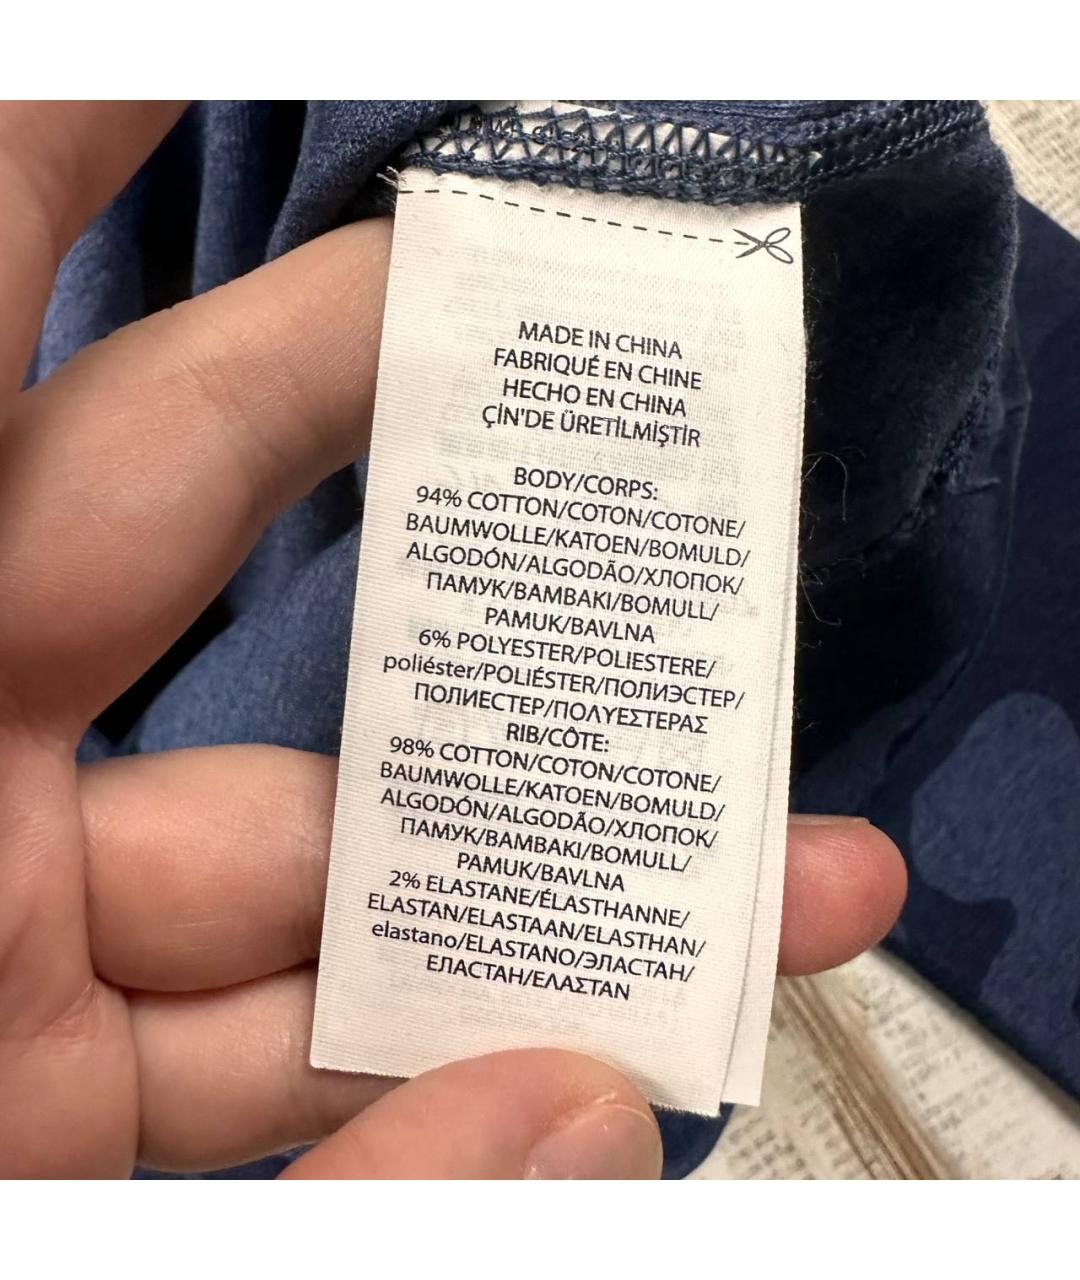 MADE IN CHINA
FABRIQUÉ EN CHINE
HECHO EN CHINA
ÇİN'DE ÜRETİLMİŞTİR
BODY/CORPS:
94% COTTON/COTON/COTONE/
BAUMWOLLE/KATOEN/BOMULD/
ALGODÓN/ALGODÃO/ХЛОПОК/
ПАМУК/BAMBAKI/BOMULL/
PAMUK/BAVLNA
6% POLYESTER/POLIESTERE/
poliéster/POLIÉSTER/ПОЛИЭСТЕР/
ПОЛИЕСТЕР/ΠΟΛΥΕΣΤΕΡΑΣ
RIB/CÔTE:
98% COTTON/COTON/COTONE/
BAUMWOLLE/KATOEN/BOMULD/
ALGODÓN/ALGODÃO/ХЛОПОК/
ПАМУК/BAMBAKI/BOMULL/
PAMUK/BAVLNA
2% ELASTANE/ÉLASTHANNE/
ELASTAN/ELASTAAN/ELASTHAN/
elastano/ELASTANO/ЭЛАСТАН/
ЕЛАСТАН/ΕΛΑΣΤΑΝ